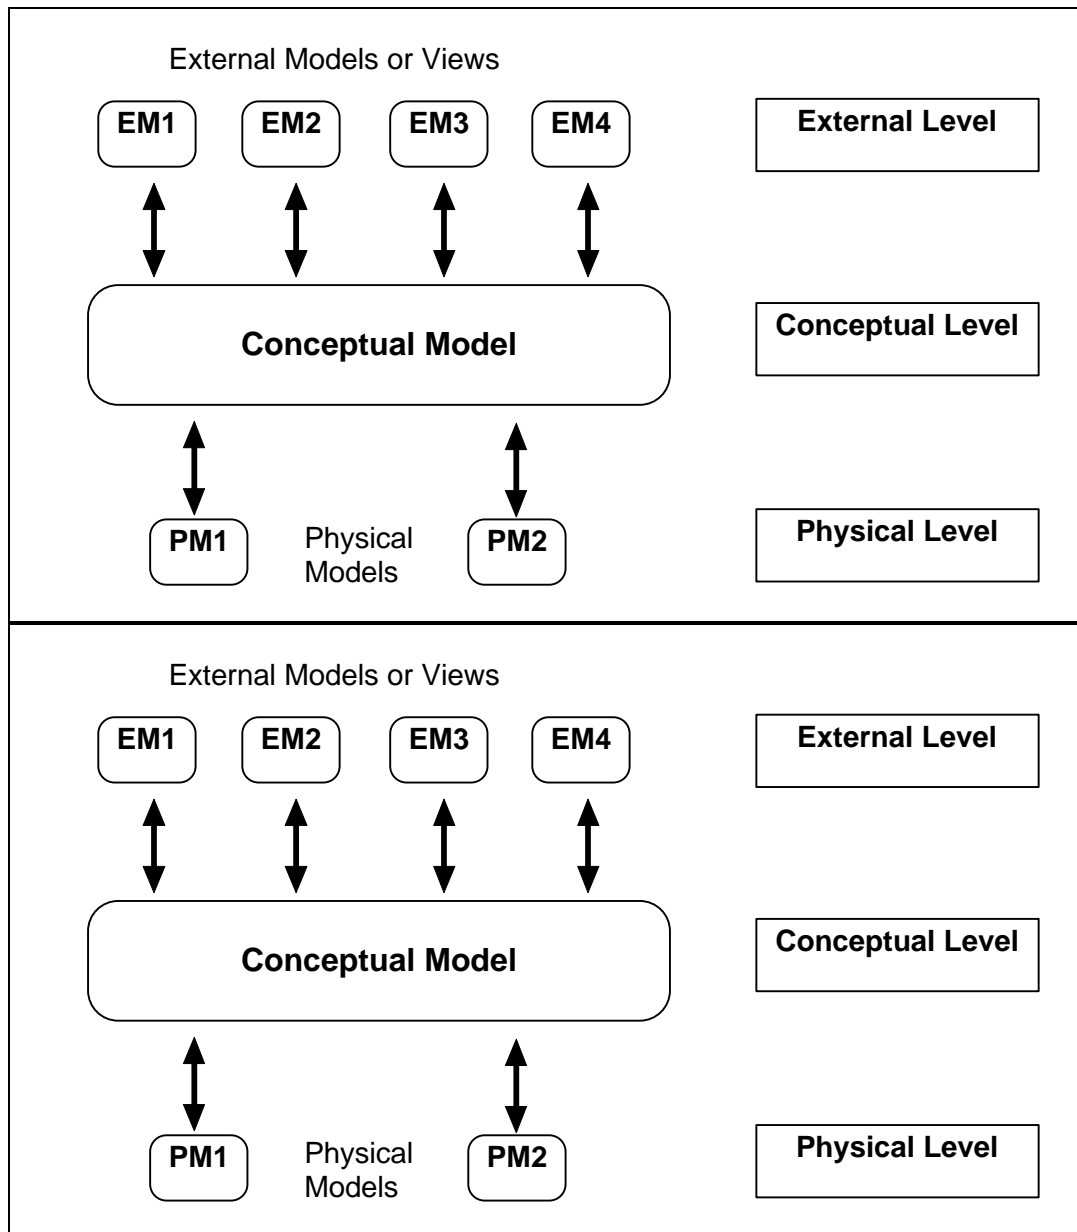 External Models or Views
EM1 EM2 EM3 EM4 External Level
Conceptual Model Conceptual Level
PM1 Physical Models PM2 Physical Level
External Models or Views
EM1 EM2 EM3 EM4 External Level
Conceptual Model Conceptual Level
PM1 Physical Models PM2 Physical Level